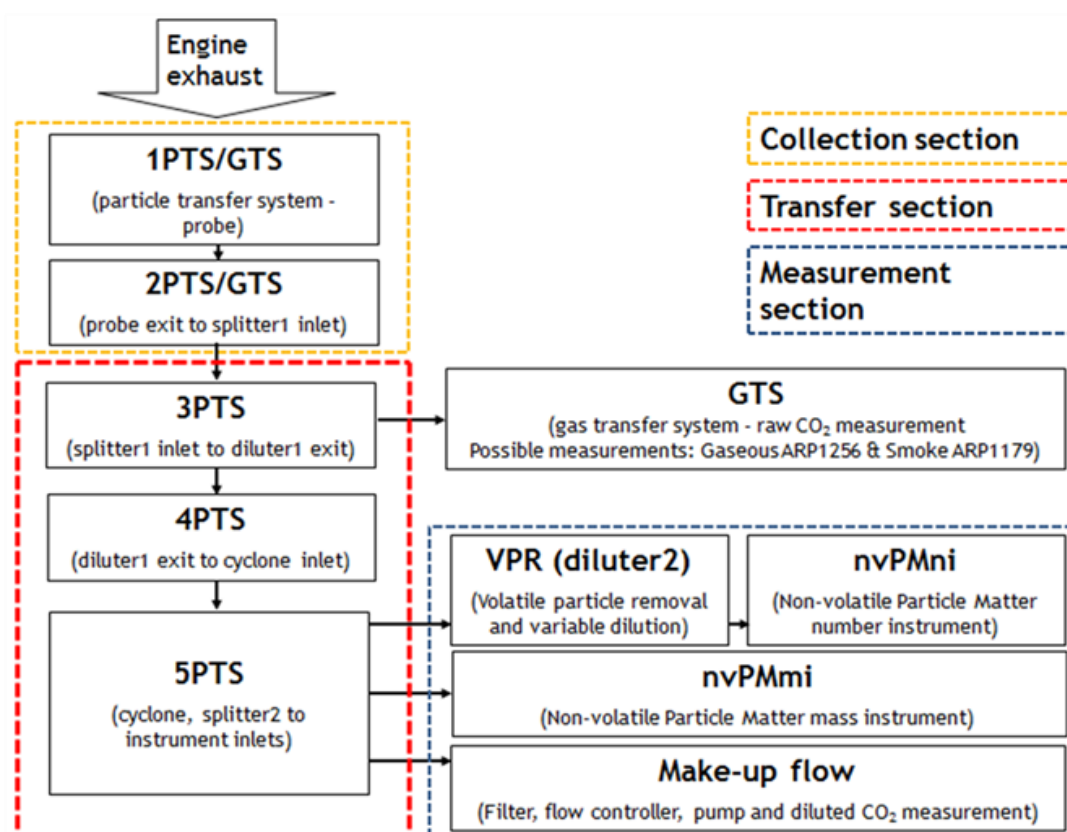 Engine
exhaust
1PTS/GTS
(particle transfer system -
probe)
2PTS/GTS
(probe exit to splitter1 inlet)
3PTS
(splitter1 inlet to diluter1 exit)
4PTS
(diluter1 exit to cyclone inlet)
5PTS
(cyclone, splitter2 to
instrument inlets)
Collection section
Transfer section
Measurement
section
GTS
(gas transfer system - raw CO₂ measurement
Possible measurements: Gaseous ARP1256 & Smoke ARP1179)
VPR (diluter2)
(Volatile particle removal
and variable dilution)
nvPMni
(Non-volatile Particle Matter
number instrument)
nvPMmi
(Non-volatile Particle Matter mass instrument)
Make-up flow
(Filter, flow controller, pump and diluted CO₂ measurement)